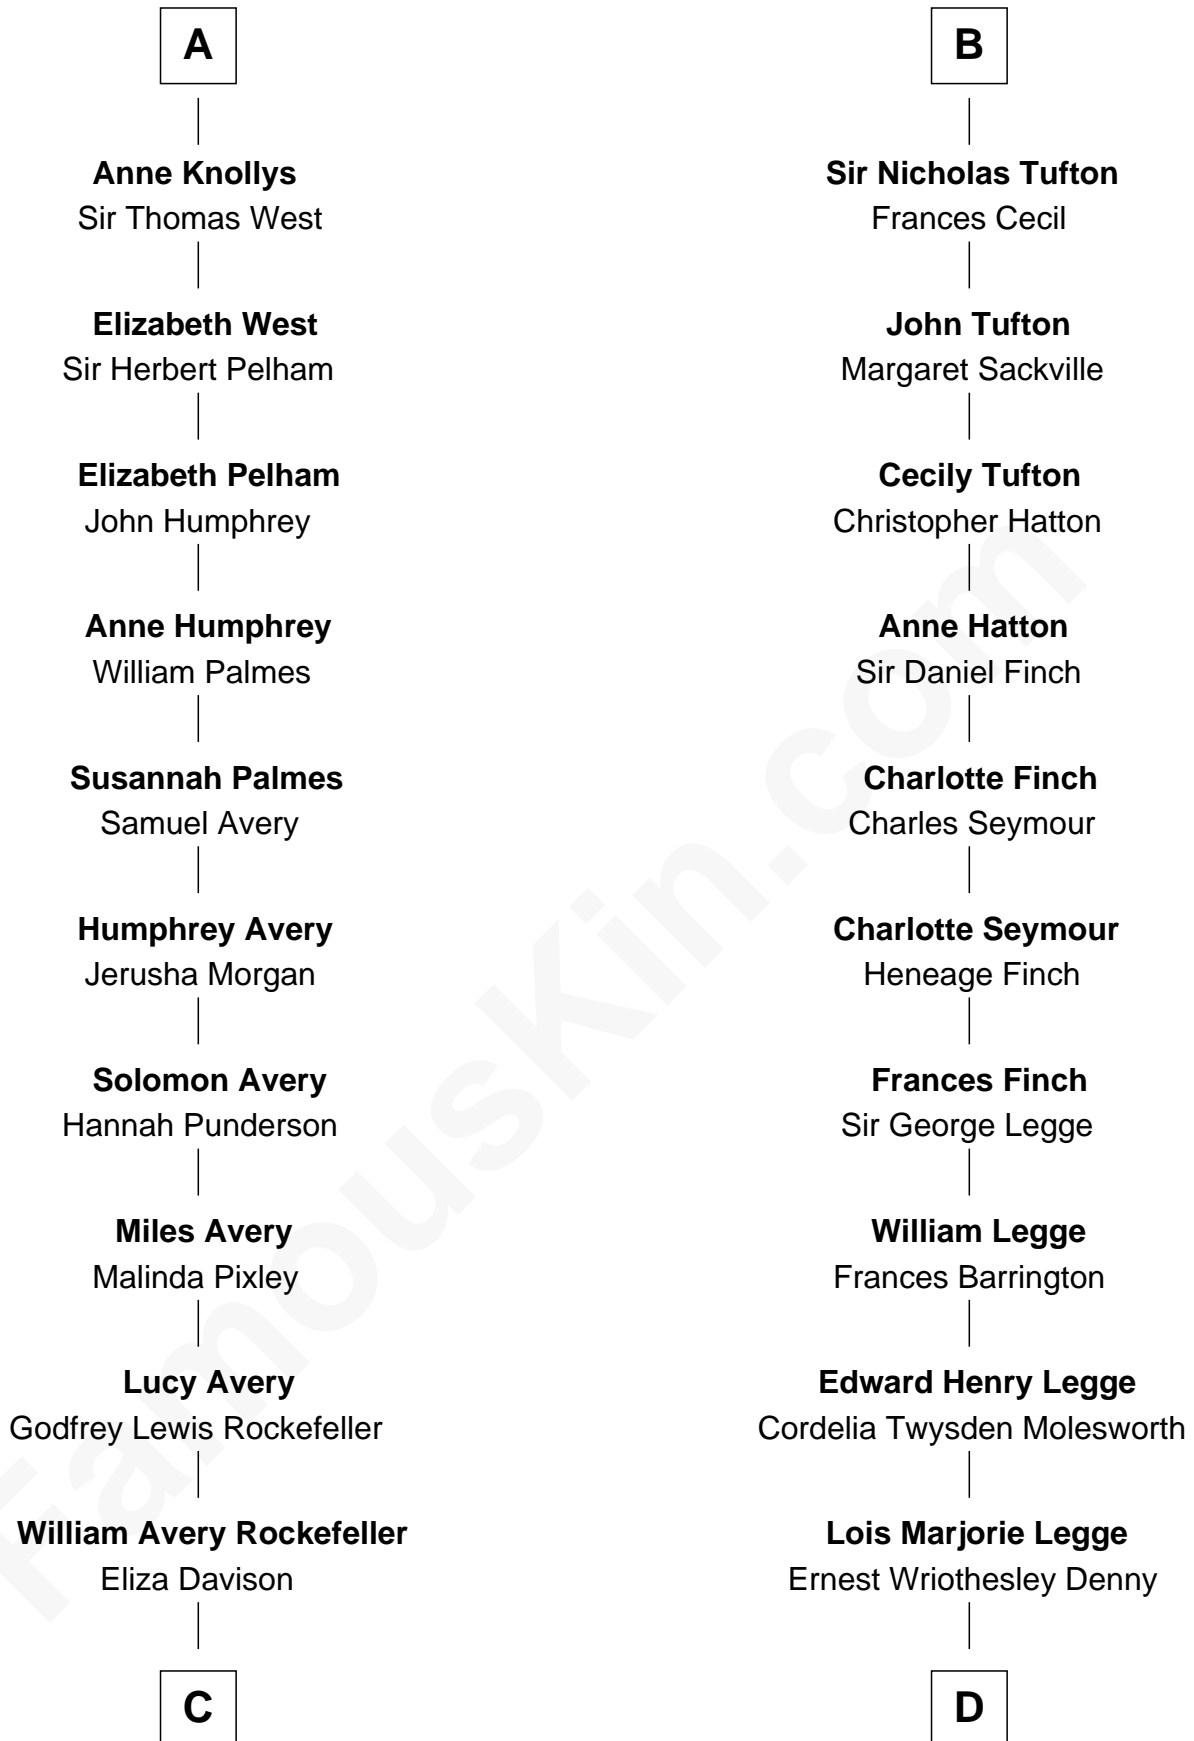 A
Anne Knollys
Sir Thomas West
Elizabeth West
Sir Herbert Pelham
Elizabeth Pelham
John Humphrey
Anne Humphrey
William Palmes
Susannah Palmes
Samuel Avery
Humphrey Avery
Jerusha Morgan
Solomon Avery
Hannah Punderson
Miles Avery
Malinda Pixley
Lucy Avery
Godfrey Lewis Rockefeller
William Avery Rockefeller
Eliza Davison
C
B
Sir Nicholas Tufton
Frances Cecil
John Tufton
Margaret Sackville
Cecily Tufton
Christopher Hatton
Anne Hatton
Sir Daniel Finch
Charlotte Finch
Charles Seymour
Charlotte Seymour
Heneage Finch
Frances Finch
Sir George Legge
William Legge
Frances Barrington
Edward Henry Legge
Cordelia Twysden Molesworth
Lois Marjorie Legge
Ernest Wriothesley Denny
D
FamousKin.com